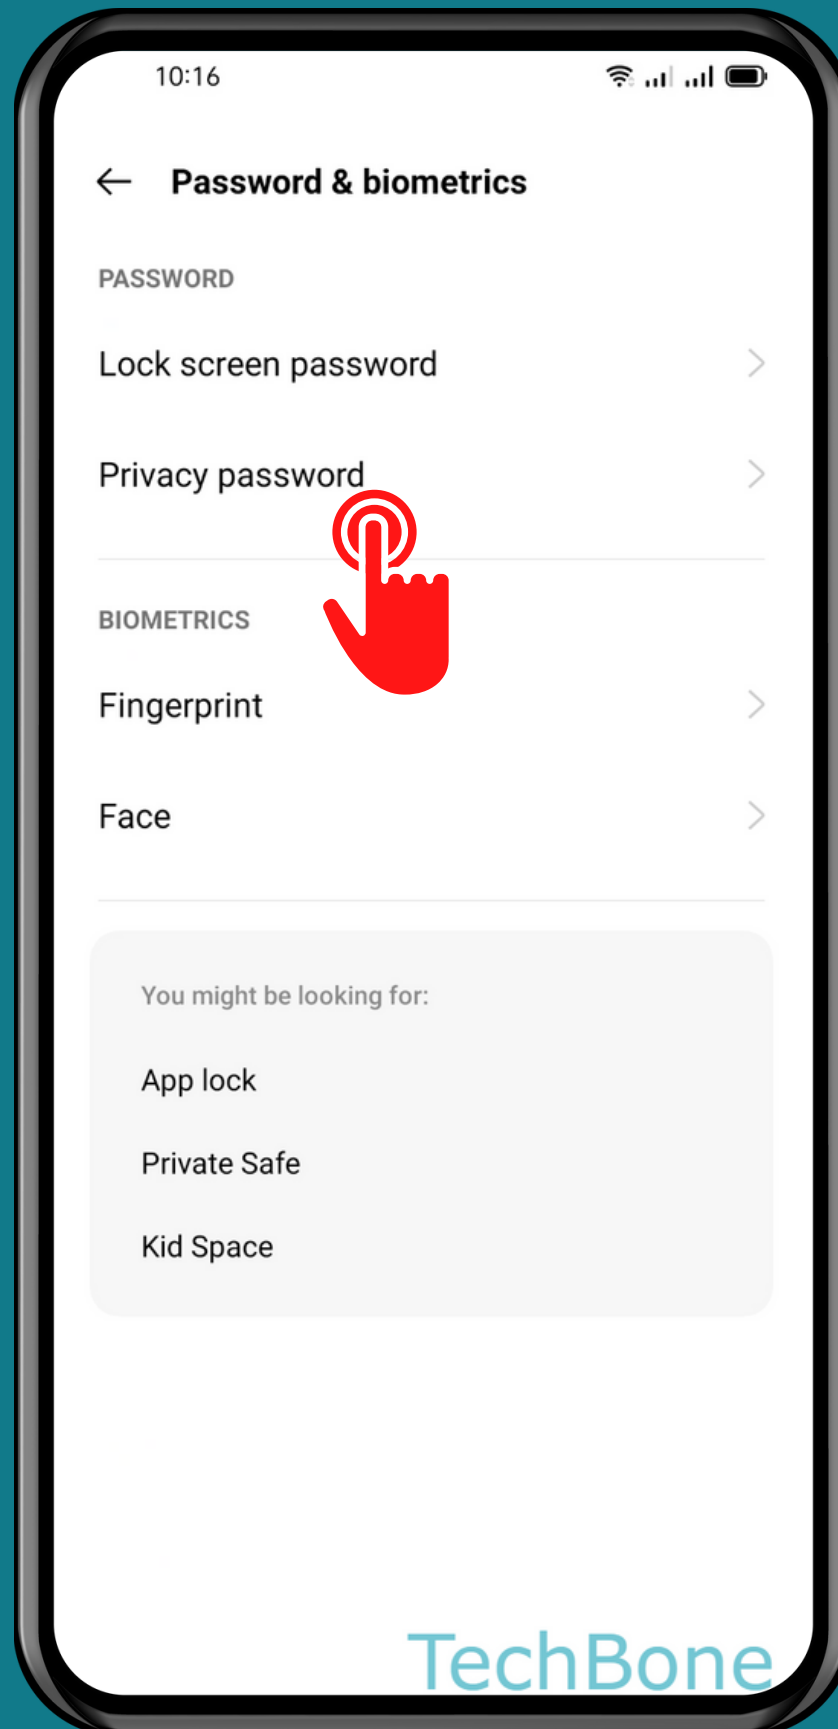 10:16
Password & biometrics
PASSWORD
Lock screen password
Privacy password
BIOMETRICS
Fingerprint
Face
You might be looking for:
App lock
Private Safe
Kid Space
TechBone